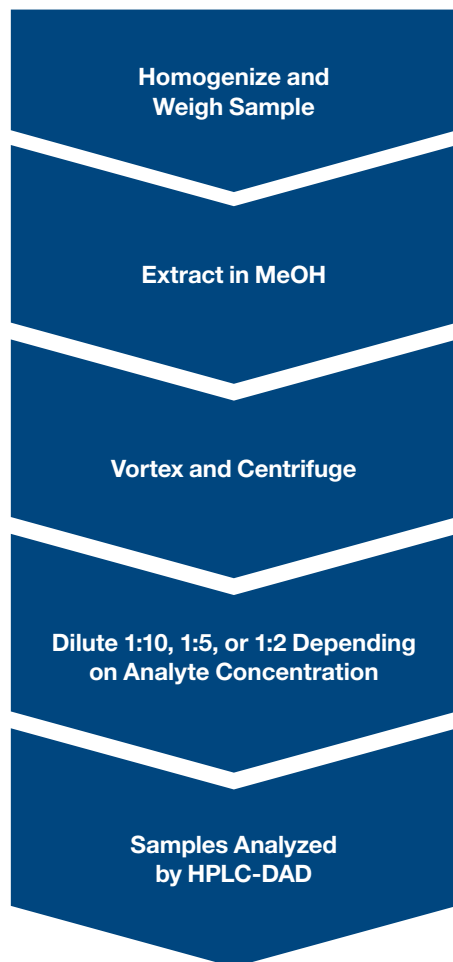 Homogenize and
Weigh Sample
Extract in MeOH
Vortex and Centrifuge
Dilute 1:10, 1:5, or 1:2 Depending
on Analyte Concentration
Samples Analyzed
by HPLC-DAD